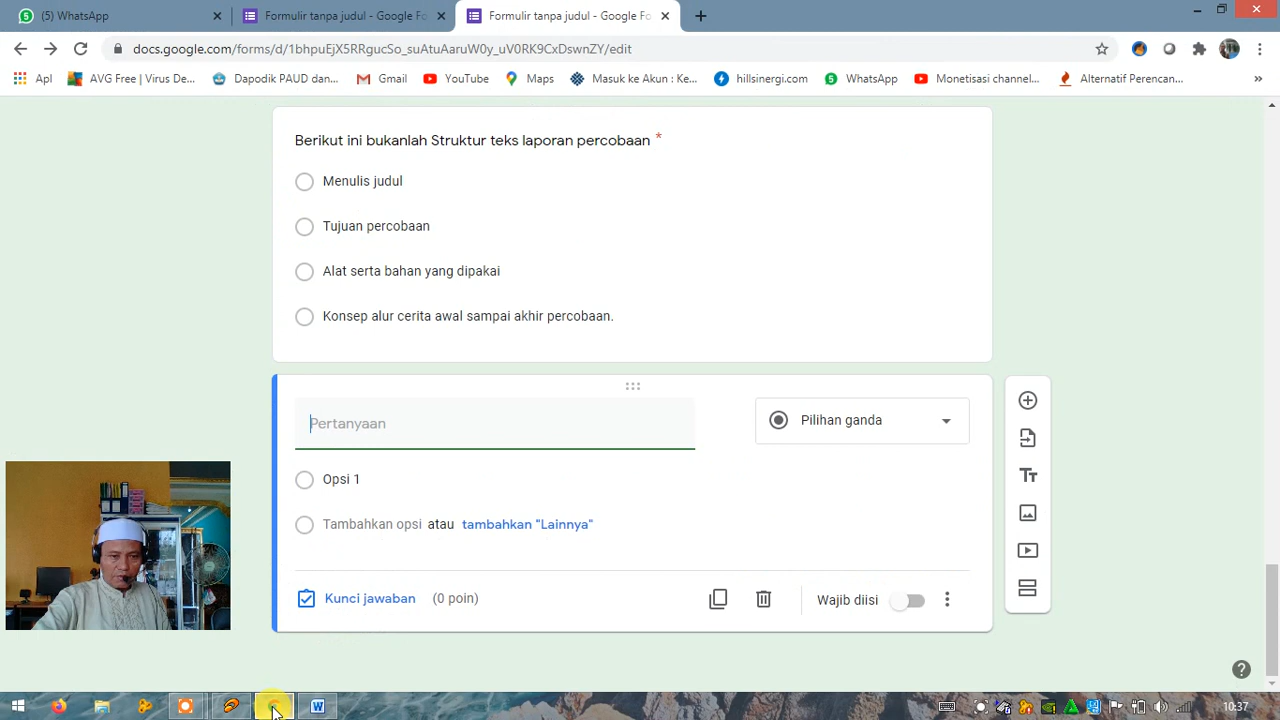 (5) WhatsApp
Formulir tanpa judul - Google Fo
Formulir tanpa judul - Google Fo
docs.google.com/forms/d/1bhpuEjX5RRgucSo_suAtuAaruW0y_uV0RK9CxDswnZY/edit
Apl
AVG Free | Virus De...
Dapodik PAUD dan...
Gmail
YouTube
Maps
Masuk ke Akun : Ke...
hillsinergi.com
WhatsApp
Monetisasi channel...
Alternatif Perencan...
»
Berikut ini bukanlah Struktur teks laporan percobaan *
Menulis judul
Tujuan percobaan
Alat serta bahan yang dipakai
Konsep alur cerita awal sampai akhir percobaan.
Pertanyaan
Pilihan ganda
Opsi 1
Tambahkan opsi atau tambahkan "Lainnya"
Kunci jawaban (0 poin)
Wajib diisi
10:37